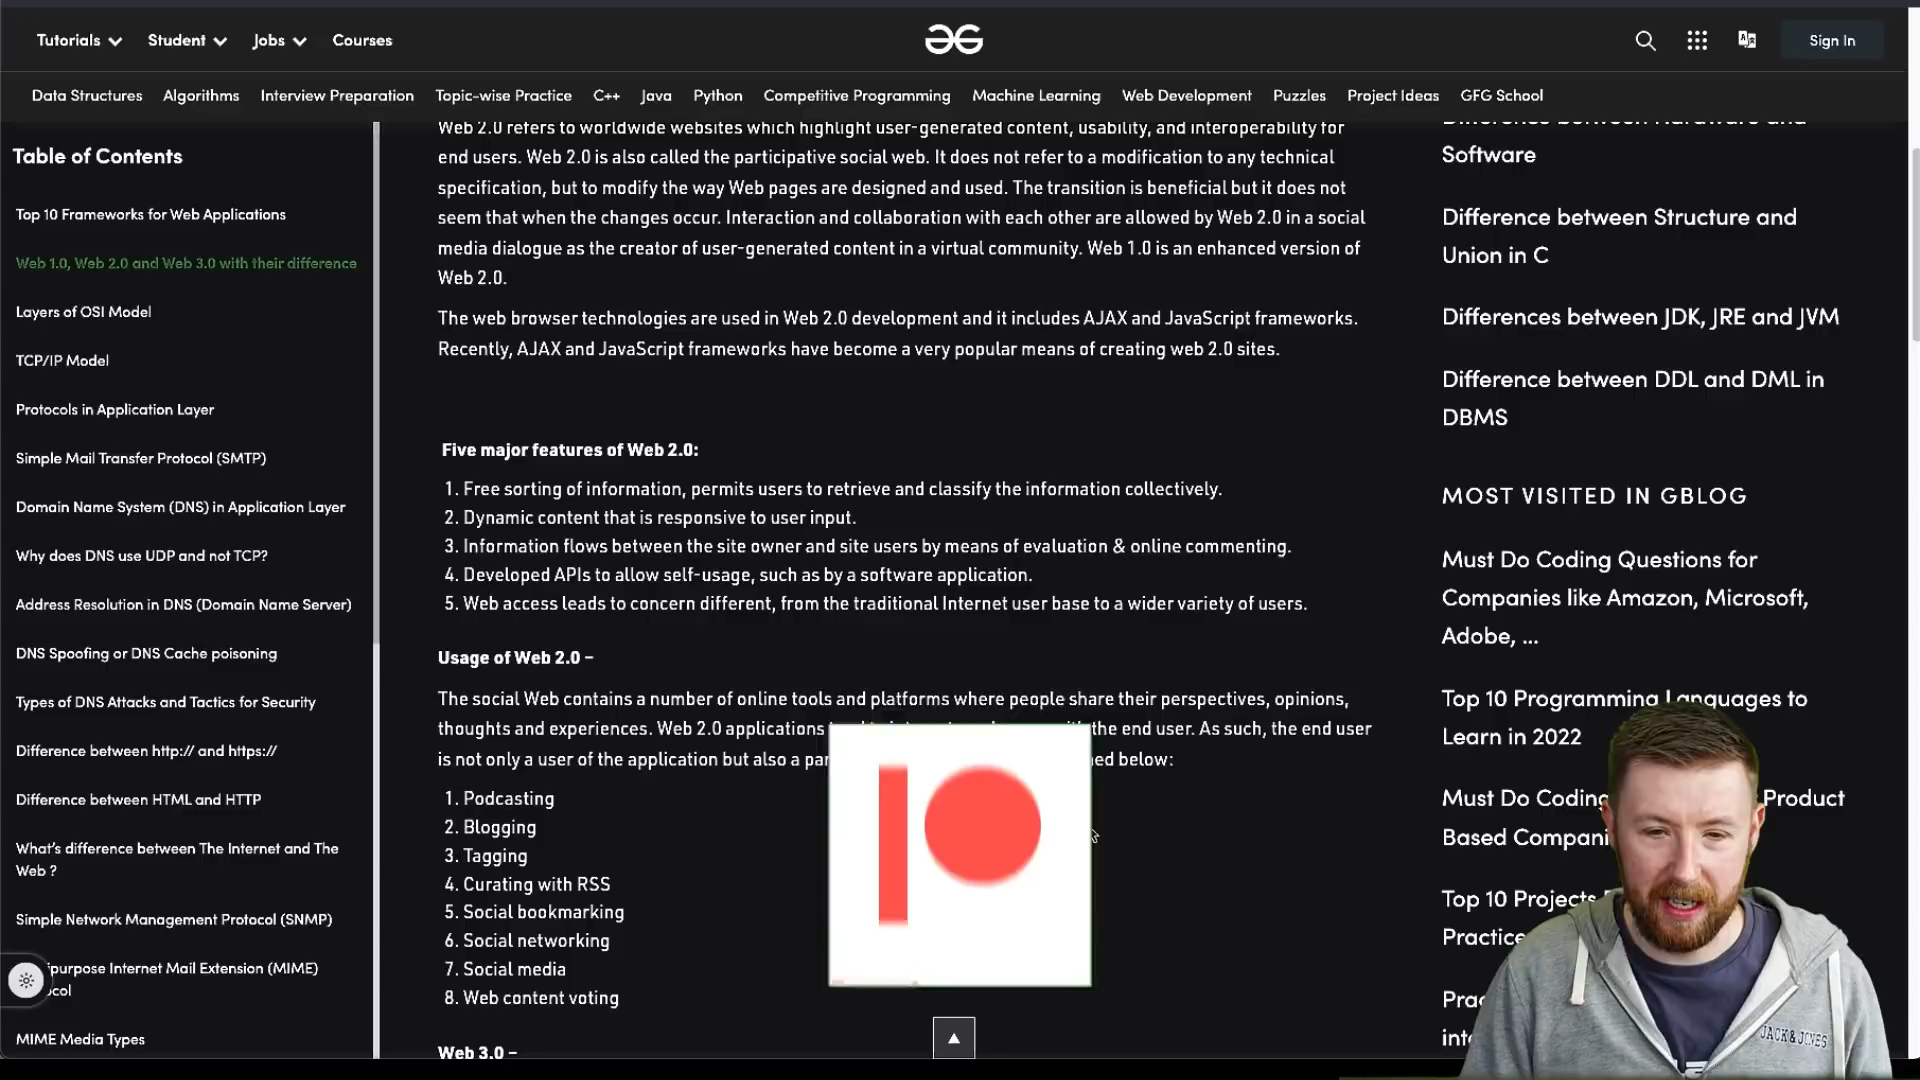 Tutorials Student Jobs Courses Sign In
Data Structures Algorithms Interview Preparation Topic-wise Practice C++ Java Python Competitive Programming Machine Learning Web Development Puzzles Project Ideas GFG School
Table of Contents
Top 10 Frameworks for Web Applications
Web 1.0, Web 2.0 and Web 3.0 with their difference
Layers of OSI Model
TCP/IP Model
Protocols in Application Layer
Simple Mail Transfer Protocol (SMTP)
Domain Name System (DNS) in Application Layer
Why does DNS use UDP and not TCP?
Address Resolution in DNS (Domain Name Server)
DNS Spoofing or DNS Cache poisoning
Types of DNS Attacks and Tactics for Security
Difference between http:// and https://
Difference between HTML and HTTP
What's difference between The Internet and The
Web ?
Simple Network Management Protocol (SNMP)
Internet Mail Extension (MIME)
MIME Media Types
Web 2.0 refers to worldwide websites which highlight user-generated content, usability, and interoperability for
end users. Web 2.0 is also called the participative social web. It does not refer to a modification to any technical
specification, but to modify the way Web pages are designed and used. The transition is beneficial but it does not
seem that when the changes occur. Interaction and collaboration with each other are allowed by Web 2.0 in a social
media dialogue as the creator of user-generated content in a virtual community. Web 1.0 is an enhanced version of
Web 2.0.
The web browser technologies are used in Web 2.0 development and it includes AJAX and JavaScript frameworks.
Recently, AJAX and JavaScript frameworks have become a very popular means of creating web 2.0 sites.
Five major features of Web 2.0:
1. Free sorting of information, permits users to retrieve and classify the information collectively.
2. Dynamic content that is responsive to user input.
3. Information flows between the site owner and site users by means of evaluation & online commenting.
4. Developed APIs to allow self-usage, such as by a software application.
5. Web access leads to concern different, from the traditional Internet user base to a wider variety of users.
Usage of Web 2.0 –
The social Web contains a number of online tools and platforms where people share their perspectives, opinions,
thoughts and experiences. Web 2.0 applications the end user. As such, the end user
is not only a user of the application but also a below:
1. Podcasting
2. Blogging
3. Tagging
4. Curating with RSS
5. Social bookmarking
6. Social networking
7. Social media
8. Web content voting
Web 3.0 –
Difference between Hardware and
Software
Difference between Structure and
Union in C
Differences between JDK, JRE and JVM
Difference between DDL and DML in
DBMS
MOST VISITED IN GBLOG
Must Do Coding Questions for
Companies like Amazon, Microsoft,
Adobe, ...
Top 10 Programming Languages to
Learn in 2022
Must Do Coding Product
Based
Top 10 Projects
Practice
JACK&JONES